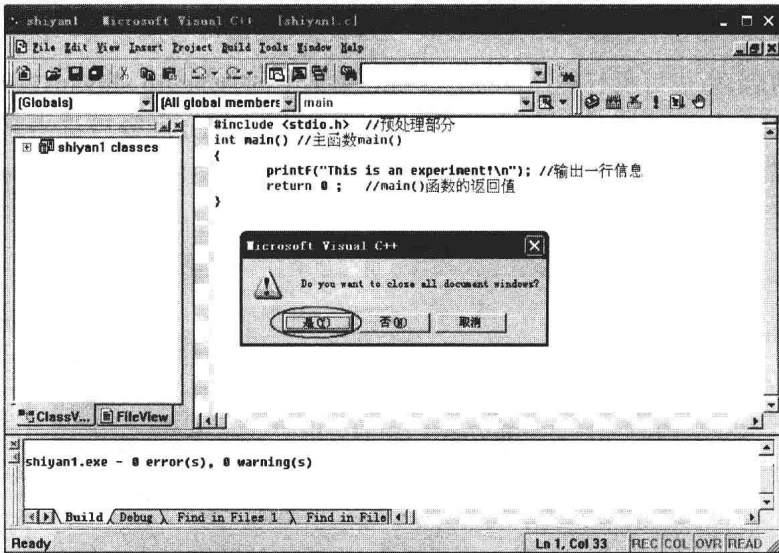 shiyan1 - Microsoft Visual C++ - [shiyan1.c]
File Edit View Insert Project Build Tools Window Help
(Globals) (All global members main
shiyan1 classes
#include <stdio.h> //预处理部分
int main() //主函数main()
{
printf("This is an experiment!\n"); //输出一行信息
return 0 ; //main()函数的返回值
}
Microsoft Visual C++
Do you want to close all document windows?
是(Y) 否(N) 取消
ClassV... FileView
shiyan1.exe - 0 error(s), 0 warning(s)
Build Debug Find in Files 1 Find in File
Ready Ln 1, Col 33 REC COL OVR READ